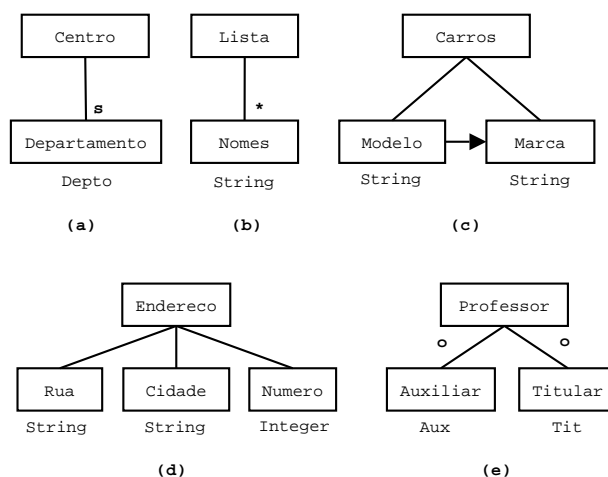 Centro
Lista
Carros
s
*
Departamento
Nomes
Modelo
Marca
Depto
String
String
String
(a)
(b)
(c)
Endereco
Professor
o
o
Rua
Cidade
Numero
Auxiliar
Titular
String
String
Integer
Aux
Tit
(d)
(e)